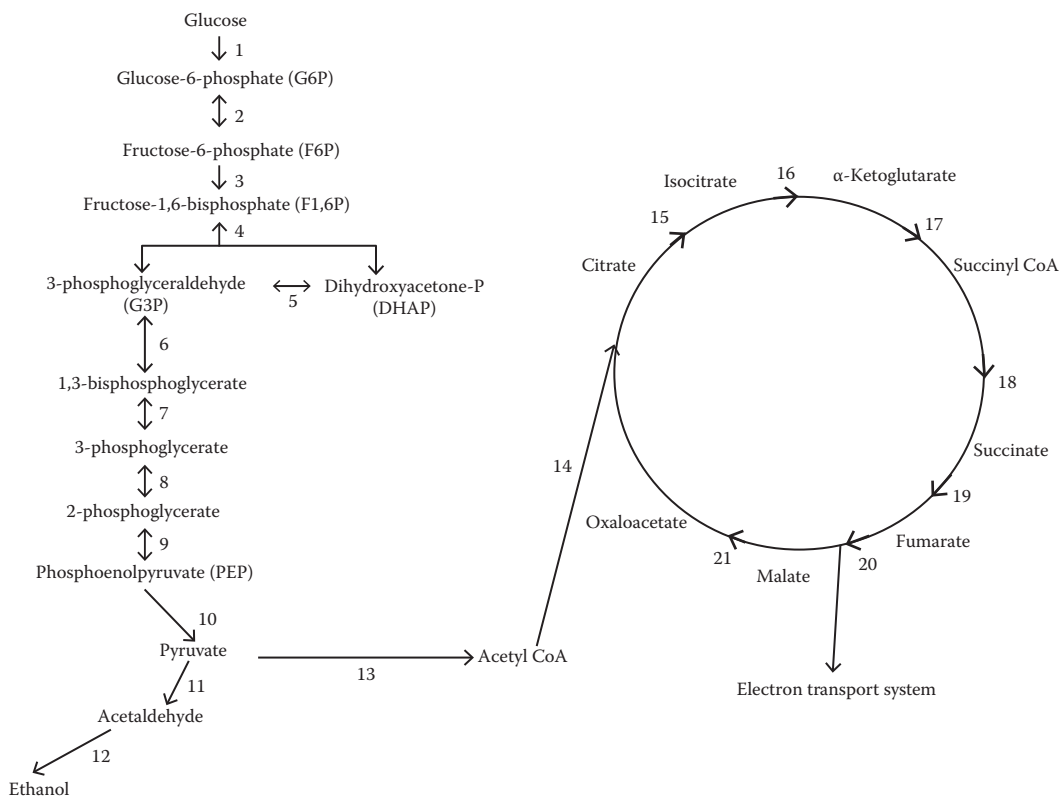 Glucose
1
Glucose-6-phosphate (G6P)
2
Fructose-6-phosphate (F6P)
3
Fructose-1,6-bisphosphate (F1,6P)
4
3-phosphoglyceraldehyde
(G3P)
5
Dihydroxyacetone-P
(DHAP)
6
1,3-bisphosphoglycerate
7
3-phosphoglycerate
8
2-phosphoglycerate
9
Phosphoenolpyruvate (PEP)
10
Pyruvate
11
Acetaldehyde
12
Ethanol
13
Acetyl CoA
14
Citrate
15
Isocitrate
16
α-Ketoglutarate
17
Succinyl CoA
18
Succinate
19
Fumarate
20
Malate
21
Oxaloacetate
Electron transport system